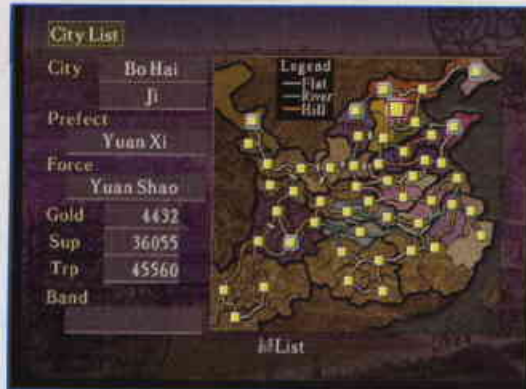 City List
City Bo Hai
Ji
Prefect
Yuan Xi
Force
Yuan Shao
Gold 4432
Sup 36055
Trp 45560
Band
Legend
Flat
River
Hill
List